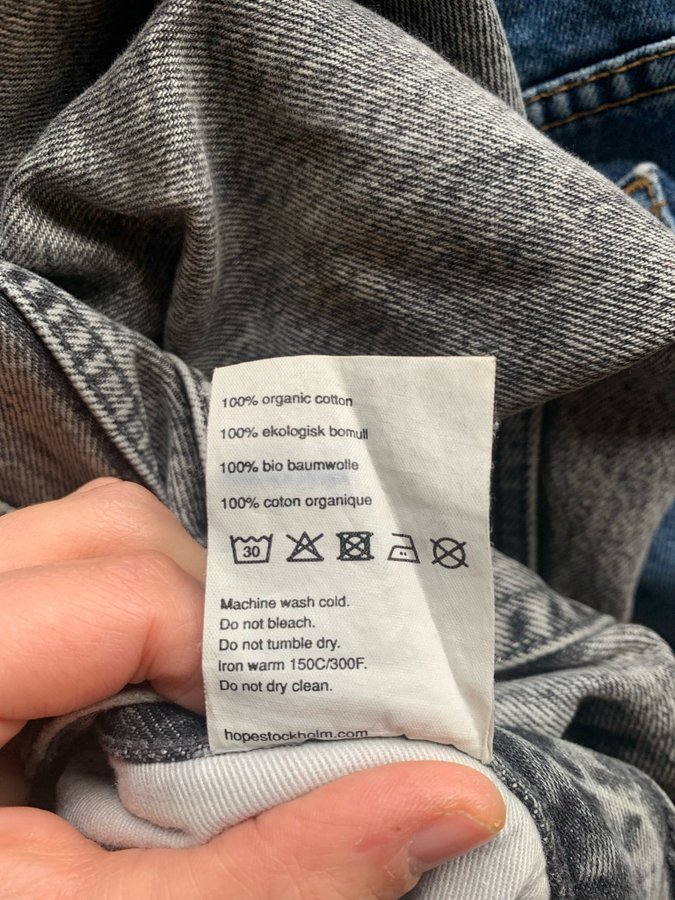 100% organic cotton
100% ekologisk bomull
100% bio baumwolle
100% coton organique
30
Machine wash cold.
Do not bleach.
Do not tumble dry.
Iron warm 150C/300F.
Do not dry clean.
hopestockholm.com